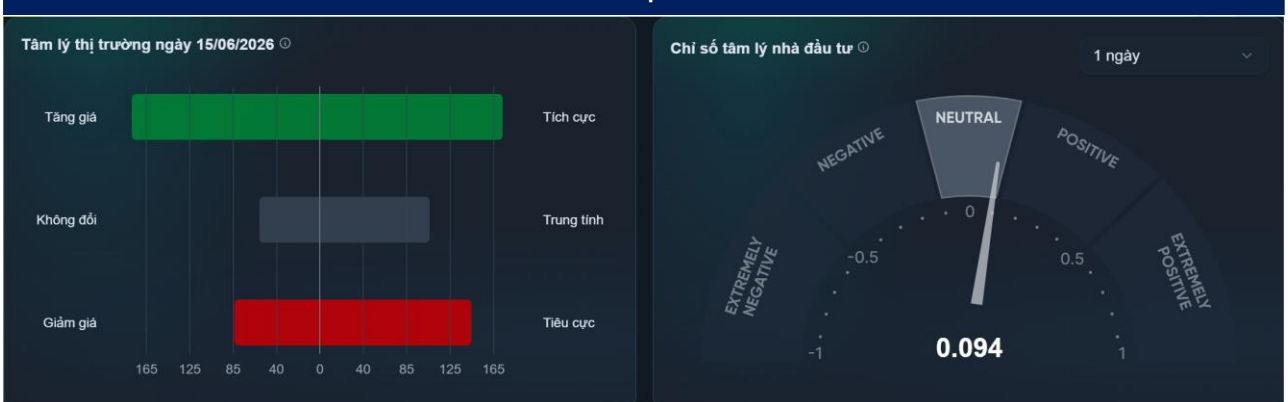 Tâm lý thị trường ngày 15/06/2026
Tăng giá
Tích cực
Không đổi
Trung tính
Giảm giá
Tiêu cực
165 125 85 40 0 40 85 125 165
Chỉ số tâm lý nhà đầu tư
1 ngày
EXTREMELY NEGATIVE
NEGATIVE
NEUTRAL
POSITIVE
EXTREMELY POSITIVE
-1
-0.5
0
0.5
1
0.094